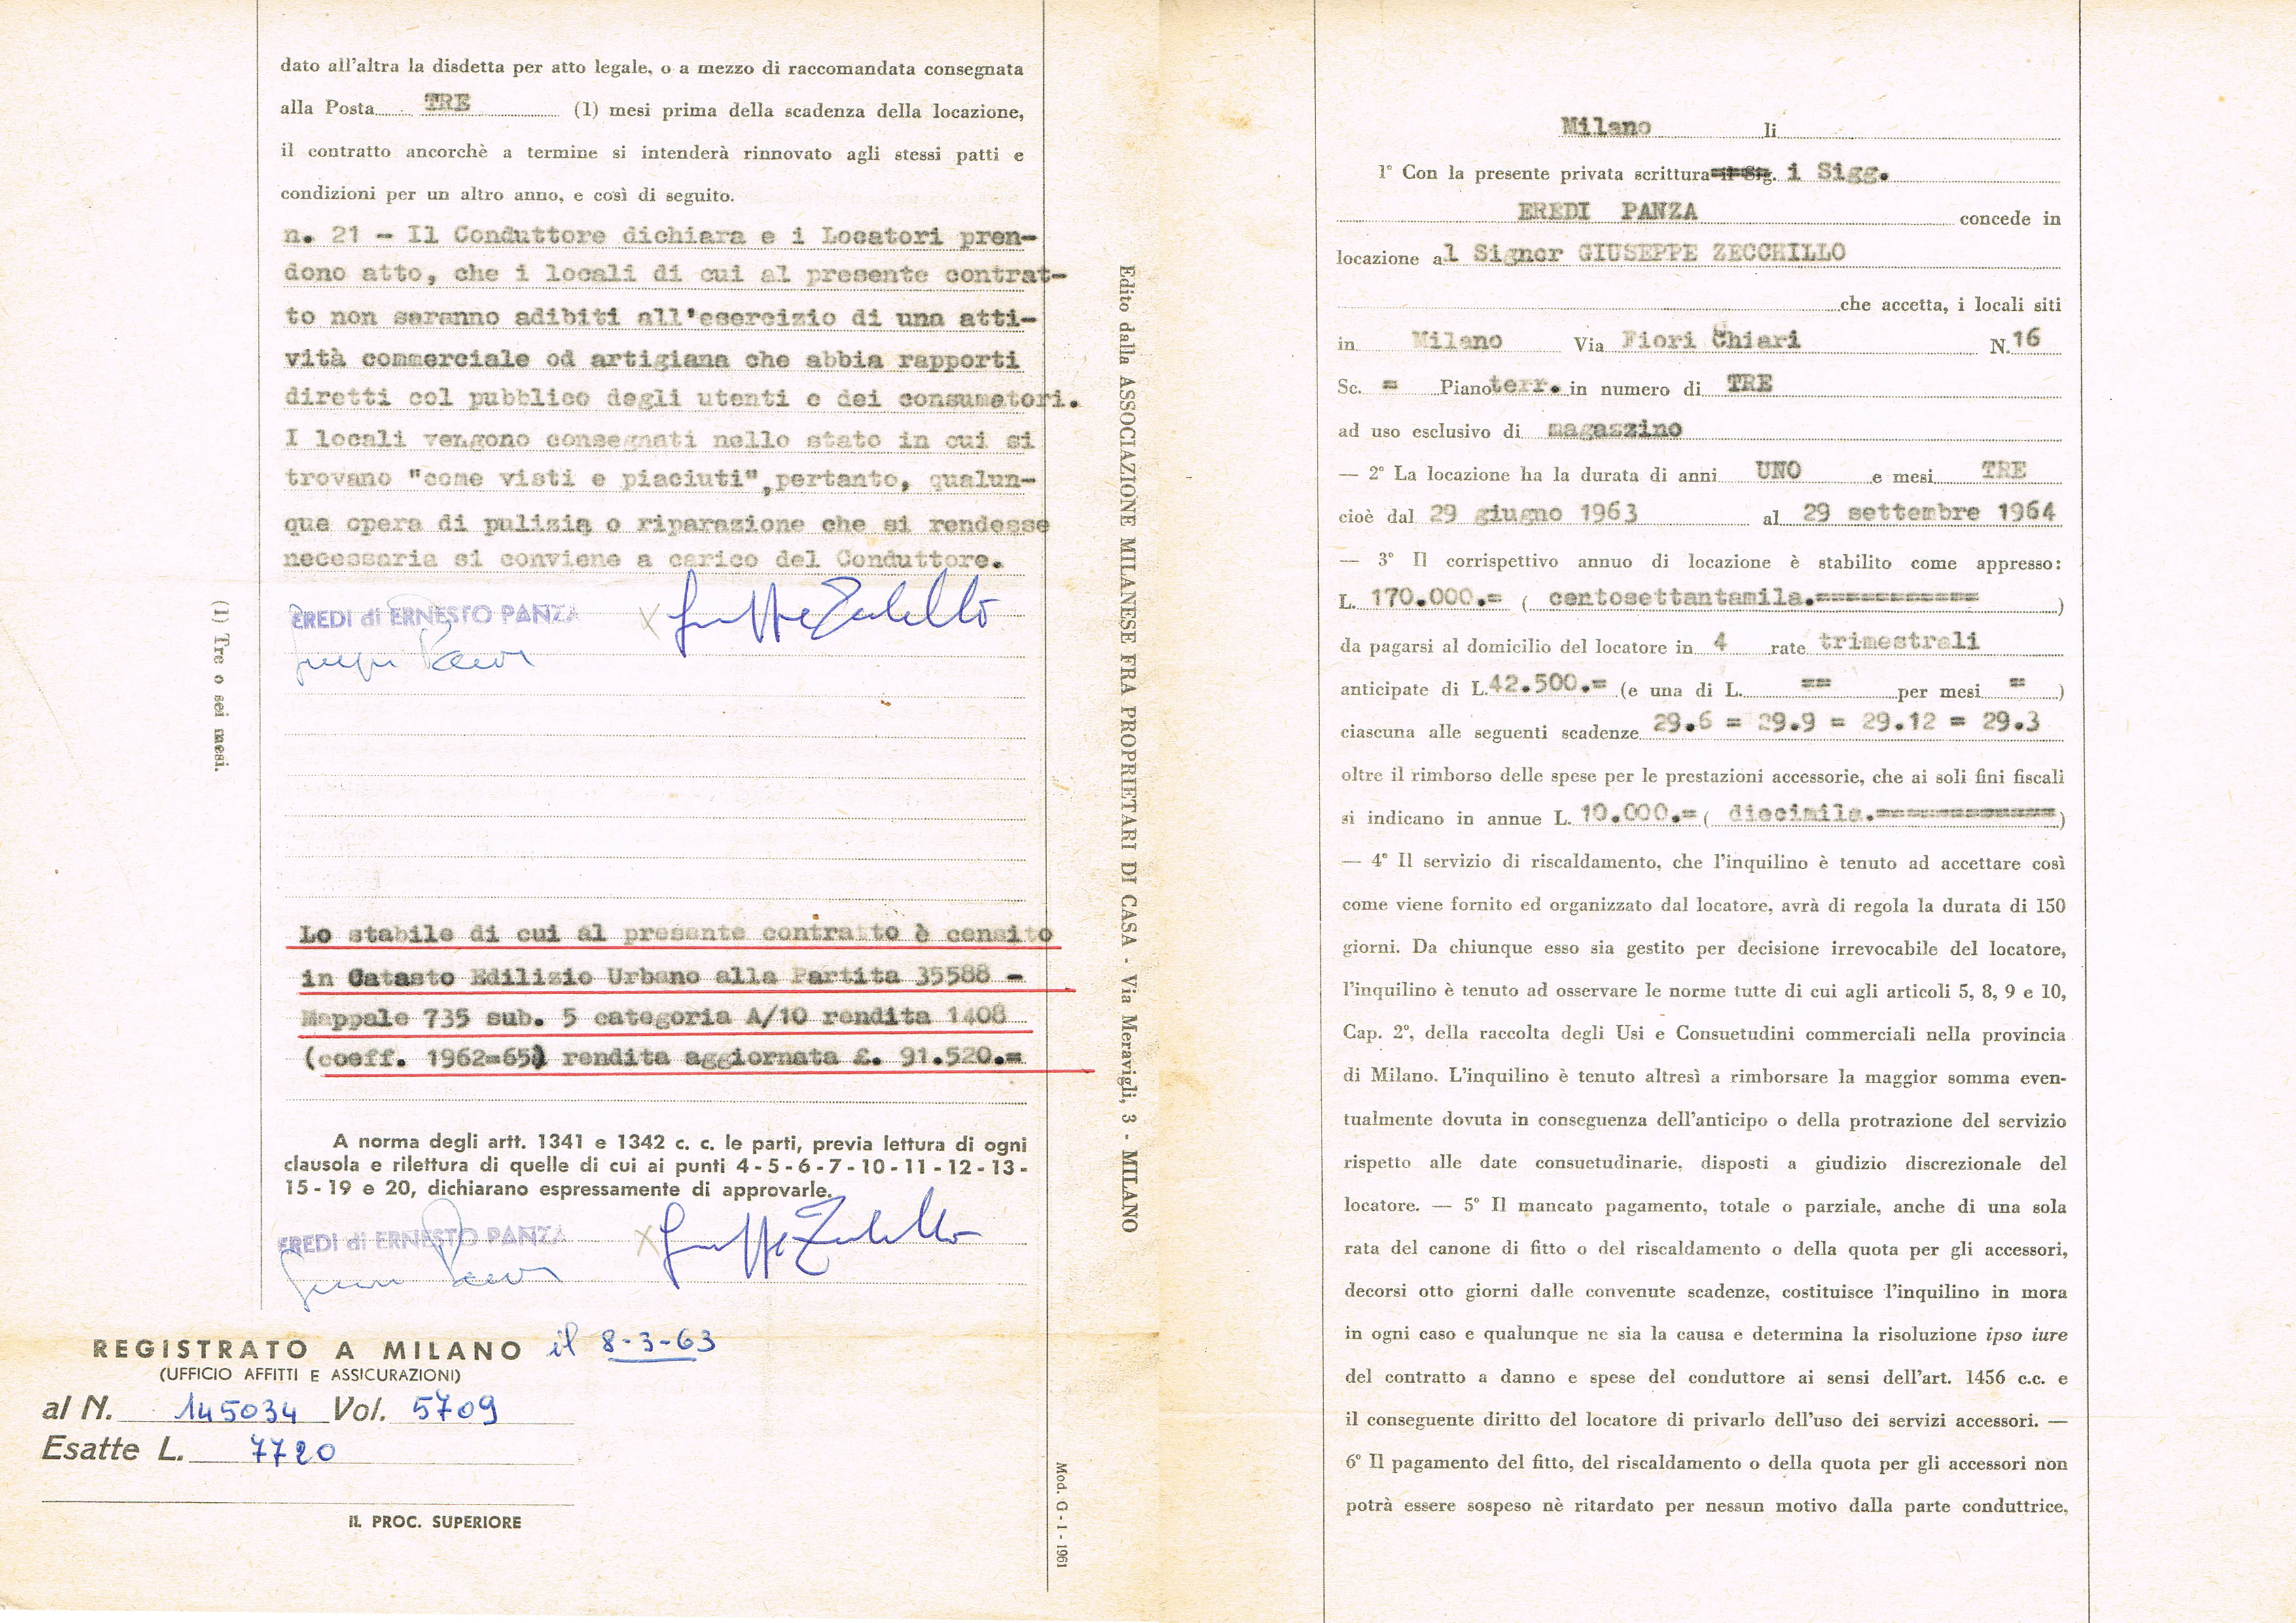 dato all'altra la disdetta per atto legale, o a mezzo di raccomandata consegnata
alla Posta TRE (1) mesi prima della scadenza della locazione,
il contratto ancorchè a termine si intenderà rinnovato agli stessi patti e
condizioni per un altro anno, e così di seguito.
n. 21 - Il Conduttore dichiara e i Locatori pren-
dono atto, che i locali di cui al presente contrat-
to non saranno adibiti all'esercizio di una atti-
vità commerciale od artigiana che abbia rapporti
diretti col pubblico degli utenti o dei consumatori.
I locali vengono consegnati nello stato in cui si
trovano "come visti e piaciuti", pertanto, qualun-
que opera di pulizia o riparazione che si rendesse
necessaria si conviene a carico del Conduttore.
EREDI di ERNESTO PANZA
Lo stabile di cui al presente contratto è censito
in Catasto Edilizio Urbano alla Partita 35588 -
Mappale 735 sub. 5 categoria A/10 rendita 1408
(coeff. 1962=65) rendita aggiornata £. 91.520.=
A norma degli artt. 1341 e 1342 c. c. le parti, previa lettura di ogni
clausola e rilettura di quelle di cui ai punti 4 - 5 - 6 - 7 - 10 - 11 - 12 - 13 -
15 - 19 e 20, dichiarano espressamente di approvarle.
EREDI di ERNESTO PANZA
REGISTRATO A MILANO il 8-3-63
(UFFICIO AFFITTI E ASSICURAZIONI)
al N. 145034 Vol. 5709
Esatte L. 7720
IL PROC. SUPERIORE
(1) Tre o sei mesi.
Edito dalla ASSOCIAZIONE MILANESE FRA PROPRIETARI DI CASA - Via Meravigli, 3 - MILANO
Mod. G - 1 - 1961
Milano li
1° Con la presente privata scrittura il Sig. i Sigg.
EREDI PANZA concede in
locazione al Signor GIUSEPPE ZECCHILLO
che accetta, i locali siti
in Milano Via Fiori Chiari N. 16
Sc. = Piano terr. in numero di TRE
ad uso esclusivo di magazzino
— 2° La locazione ha la durata di anni UNO e mesi TRE
cioè dal 29 giugno 1963 al 29 settembre 1964
— 3° Il corrispettivo annuo di locazione è stabilito come appresso:
L. 170.000.= ( centosettantamila.============ )
da pagarsi al domicilio del locatore in 4 rate trimestrali
anticipate di L. 42.500.= (e una di L. == per mesi = )
ciascuna alle seguenti scadenze 29.6 = 29.9 = 29.12 = 29.3
oltre il rimborso delle spese per le prestazioni accessorie, che ai soli fini fiscali
si indicano in annue L. 10.000.= ( diecimila.============= )
— 4° Il servizio di riscaldamento, che l'inquilino è tenuto ad accettare così
come viene fornito ed organizzato dal locatore, avrà di regola la durata di 150
giorni. Da chiunque esso sia gestito per decisione irrevocabile del locatore,
l'inquilino è tenuto ad osservare le norme tutte di cui agli articoli 5, 8, 9 e 10,
Cap. 2°, della raccolta degli Usi e Consuetudini commerciali nella provincia
di Milano. L'inquilino è tenuto altresì a rimborsare la maggior somma even-
tualmente dovuta in conseguenza dell'anticipo o della protrazione del servizio
rispetto alle date consuetudinarie, disposti a giudizio discrezionale del
locatore. — 5° Il mancato pagamento, totale o parziale, anche di una sola
rata del canone di fitto o del riscaldamento o della quota per gli accessori,
decorsi otto giorni dalle convenute scadenze, costituisce l'inquilino in mora
in ogni caso e qualunque ne sia la causa e determina la risoluzione ipso iure
del contratto a danno e spese del conduttore ai sensi dell'art. 1456 c.c. e
il conseguente diritto del locatore di privarlo dell'uso dei servizi accessori. —
6° Il pagamento del fitto, del riscaldamento o della quota per gli accessori non
potrà essere sospeso nè ritardato per nessun motivo dalla parte conduttrice,